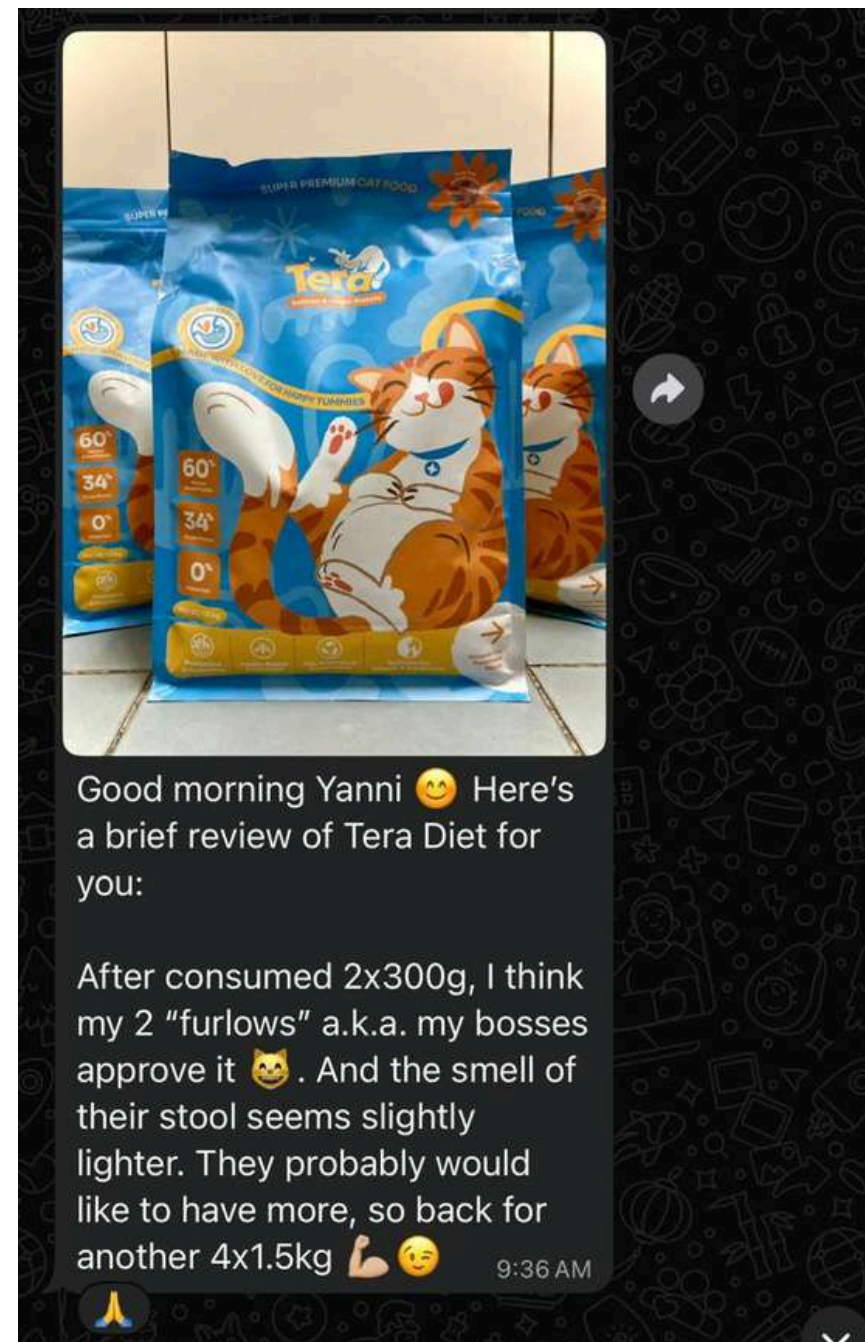 SUPER PREMIUM CAT FOOD
Tera
MADE WITH LOVE FOR HAPPY TUMMIES
60%
34%
0%
60%
34%
0%
Good morning Yanni 😊 Here’s
a brief review of Tera Diet for
you:
After consumed 2x300g, I think
my 2 “furlows” a.k.a. my bosses
approve it 😸. And the smell of
their stool seems slightly
lighter. They probably would
like to have more, so back for
another 4x1.5kg 💪🏼😉
9:36 AM
🙏